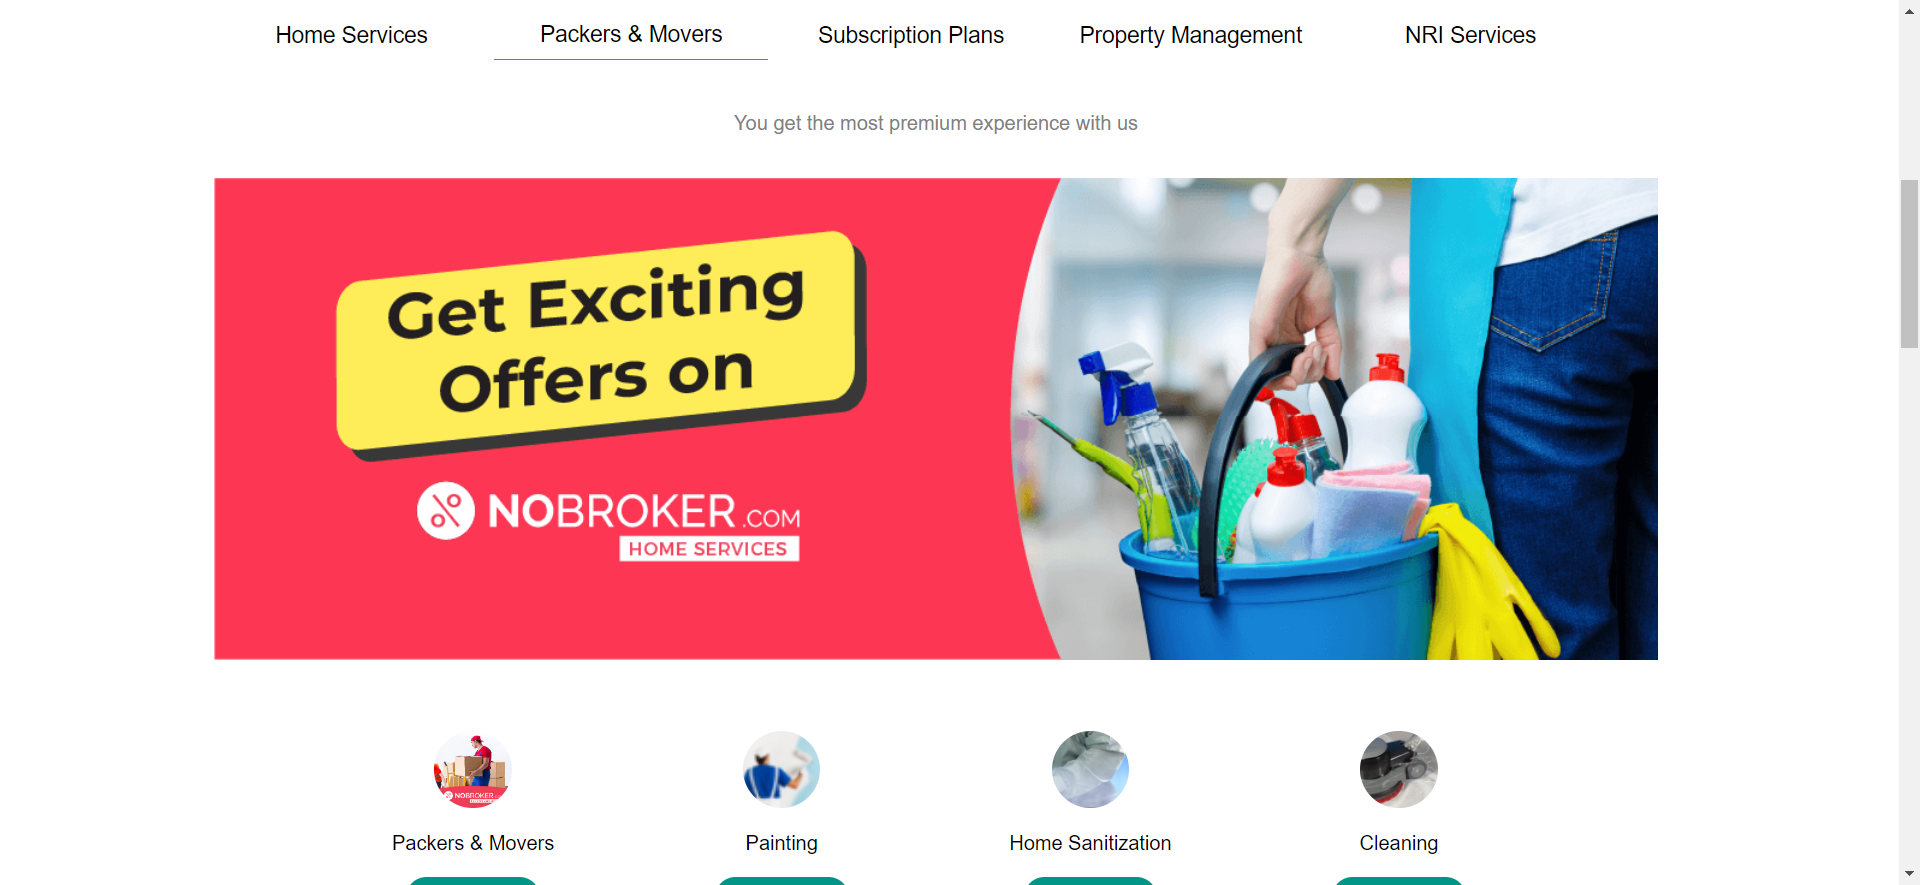 Home Services
Packers & Movers
Subscription Plans
Property Management
NRI Services
You get the most premium experience with us
Get Exciting
Offers on
NOBROKER.COM
HOME SERVICES
NOBROKER
Packers & Movers
Painting
Home Sanitization
Cleaning